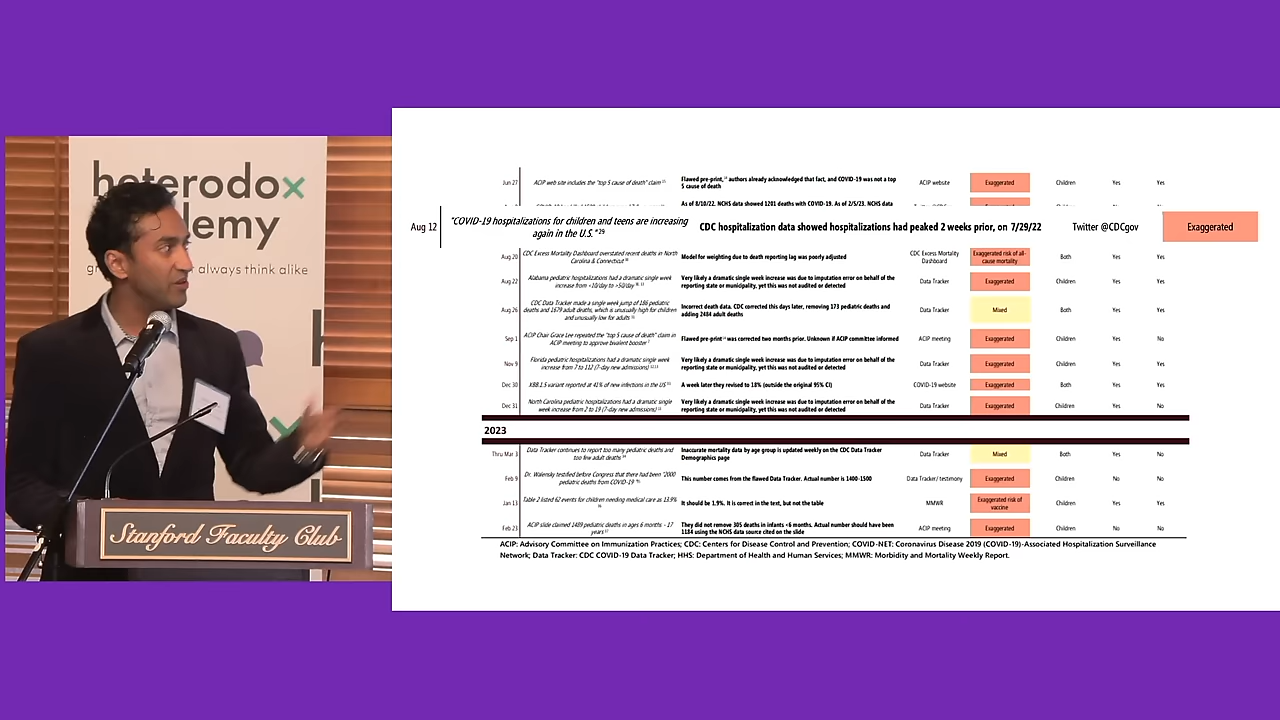 heterodox
demy
gr
always think alike
h
Stanford Faculty Club
Jun 27
ACIP web site includes the "top 5 cause of death" claim
Flawed pre-print, authors already acknowledged that fact, and COVID-19 was not a top
5 cause of death
ACIP website
Exaggerated
Children
Yes
Yes
As of 8/10/22. NCHS data showed 1201 deaths with COVID-19. As of 2/5/23. NCHS data
Aug 12
"COVID-19 hospitalizations for children and teens are increasing
again in the U.S." 29
CDC hospitalization data showed hospitalizations had peaked 2 weeks prior, on 7/29/22
Twitter @CDCgov
Exaggerated
Aug 20
CDC Excess Mortality Dashboard overstated recent deaths in North
Carolina & Connecticut
Model for weighting due to death reporting lag was poorly adjusted
CDC Excess Mortality
Dashboard
Exaggerated risk of all-
cause mortality
Both
Yes
Yes
Aug 22
Alabama pediatric hospitalizations had a dramatic single week
increase from <10/day to >50/day
Very likely a dramatic single week increase was due to imputation error on behalf of the
reporting state or municipality, yet this was not audited or detected
Data Tracker
Exaggerated
Children
Yes
Yes
Aug 26
CDC Data Tracker made a single week jump of 186 pediatric
deaths and 1679 adult deaths, which is unusually high for children
and unusually low for adults
Incorrect death data. CDC corrected this days later, removing 173 pediatric deaths and
adding 2484 adult deaths
Data Tracker
Mixed
Both
Yes
Yes
Sep 1
ACIP Chair Grace Lee repeated the "top 5 cause of death" claim in
ACIP meeting to approve bivalent booster
Flawed pre-print was corrected two months prior. Unknown if ACIP committee informed
ACIP meeting
Exaggerated
Children
Yes
No
Nov 9
Florida pediatric hospitalizations had a dramatic single week
increase from 7 to 112 (7-day new admissions)
Very likely a dramatic single week increase was due to imputation error on behalf of the
reporting state or municipality, yet this was not audited or detected
Data Tracker
Exaggerated
Children
Yes
Yes
Dec 30
XBB.1.5 variant reported at 41% of new infections in the US
A week later they revised to 18% (outside the original 95% CI)
COVID-19 website
Exaggerated
Both
Yes
Yes
Dec 31
North Carolina pediatric hospitalizations had a dramatic single
week increase from 2 to 19 (7-day new admissions)
Very likely a dramatic single week increase was due to imputation error on behalf of the
reporting state or municipality, yet this was not audited or detected
Data Tracker
Exaggerated
Children
Yes
No
2023
Thru Mar 3
Data Tracker continues to report too many pediatric deaths and
too few adult deaths
Inaccurate mortality data by age group is updated weekly on the CDC Data Tracker
Demographics page
Data Tracker
Mixed
Both
Yes
No
Feb 9
Dr. Walensky testified before Congress that there had been "2000
pediatric deaths from COVID-19
This number comes from the flawed Data Tracker. Actual number is 1400-1500
Data Tracker/ testimony
Exaggerated
Children
No
No
Jan 13
Table 2 listed 62 events for children needing medical care as 13.9%
It should be 1.9%. It is correct in the text, but not the table
MMWR
Exaggerated risk of
vaccine
Children
Yes
Yes
Feb 23
ACIP slide claimed 1489 pediatric deaths in ages 6 months - 17
years
They did not remove 305 deaths in infants <6 months. Actual number should have been
1184 using the NCHS data source cited on the slide
ACIP meeting
Exaggerated
Children
No
No
ACIP: Advisory Committee on Immunization Practices; CDC: Centers for Disease Control and Prevention; COVID-NET: Coronavirus Disease 2019 (COVID-19)-Associated Hospitalization Surveillance
Network; Data Tracker: CDC COVID-19 Data Tracker; HHS: Department of Health and Human Services; MMWR: Morbidity and Mortality Weekly Report.